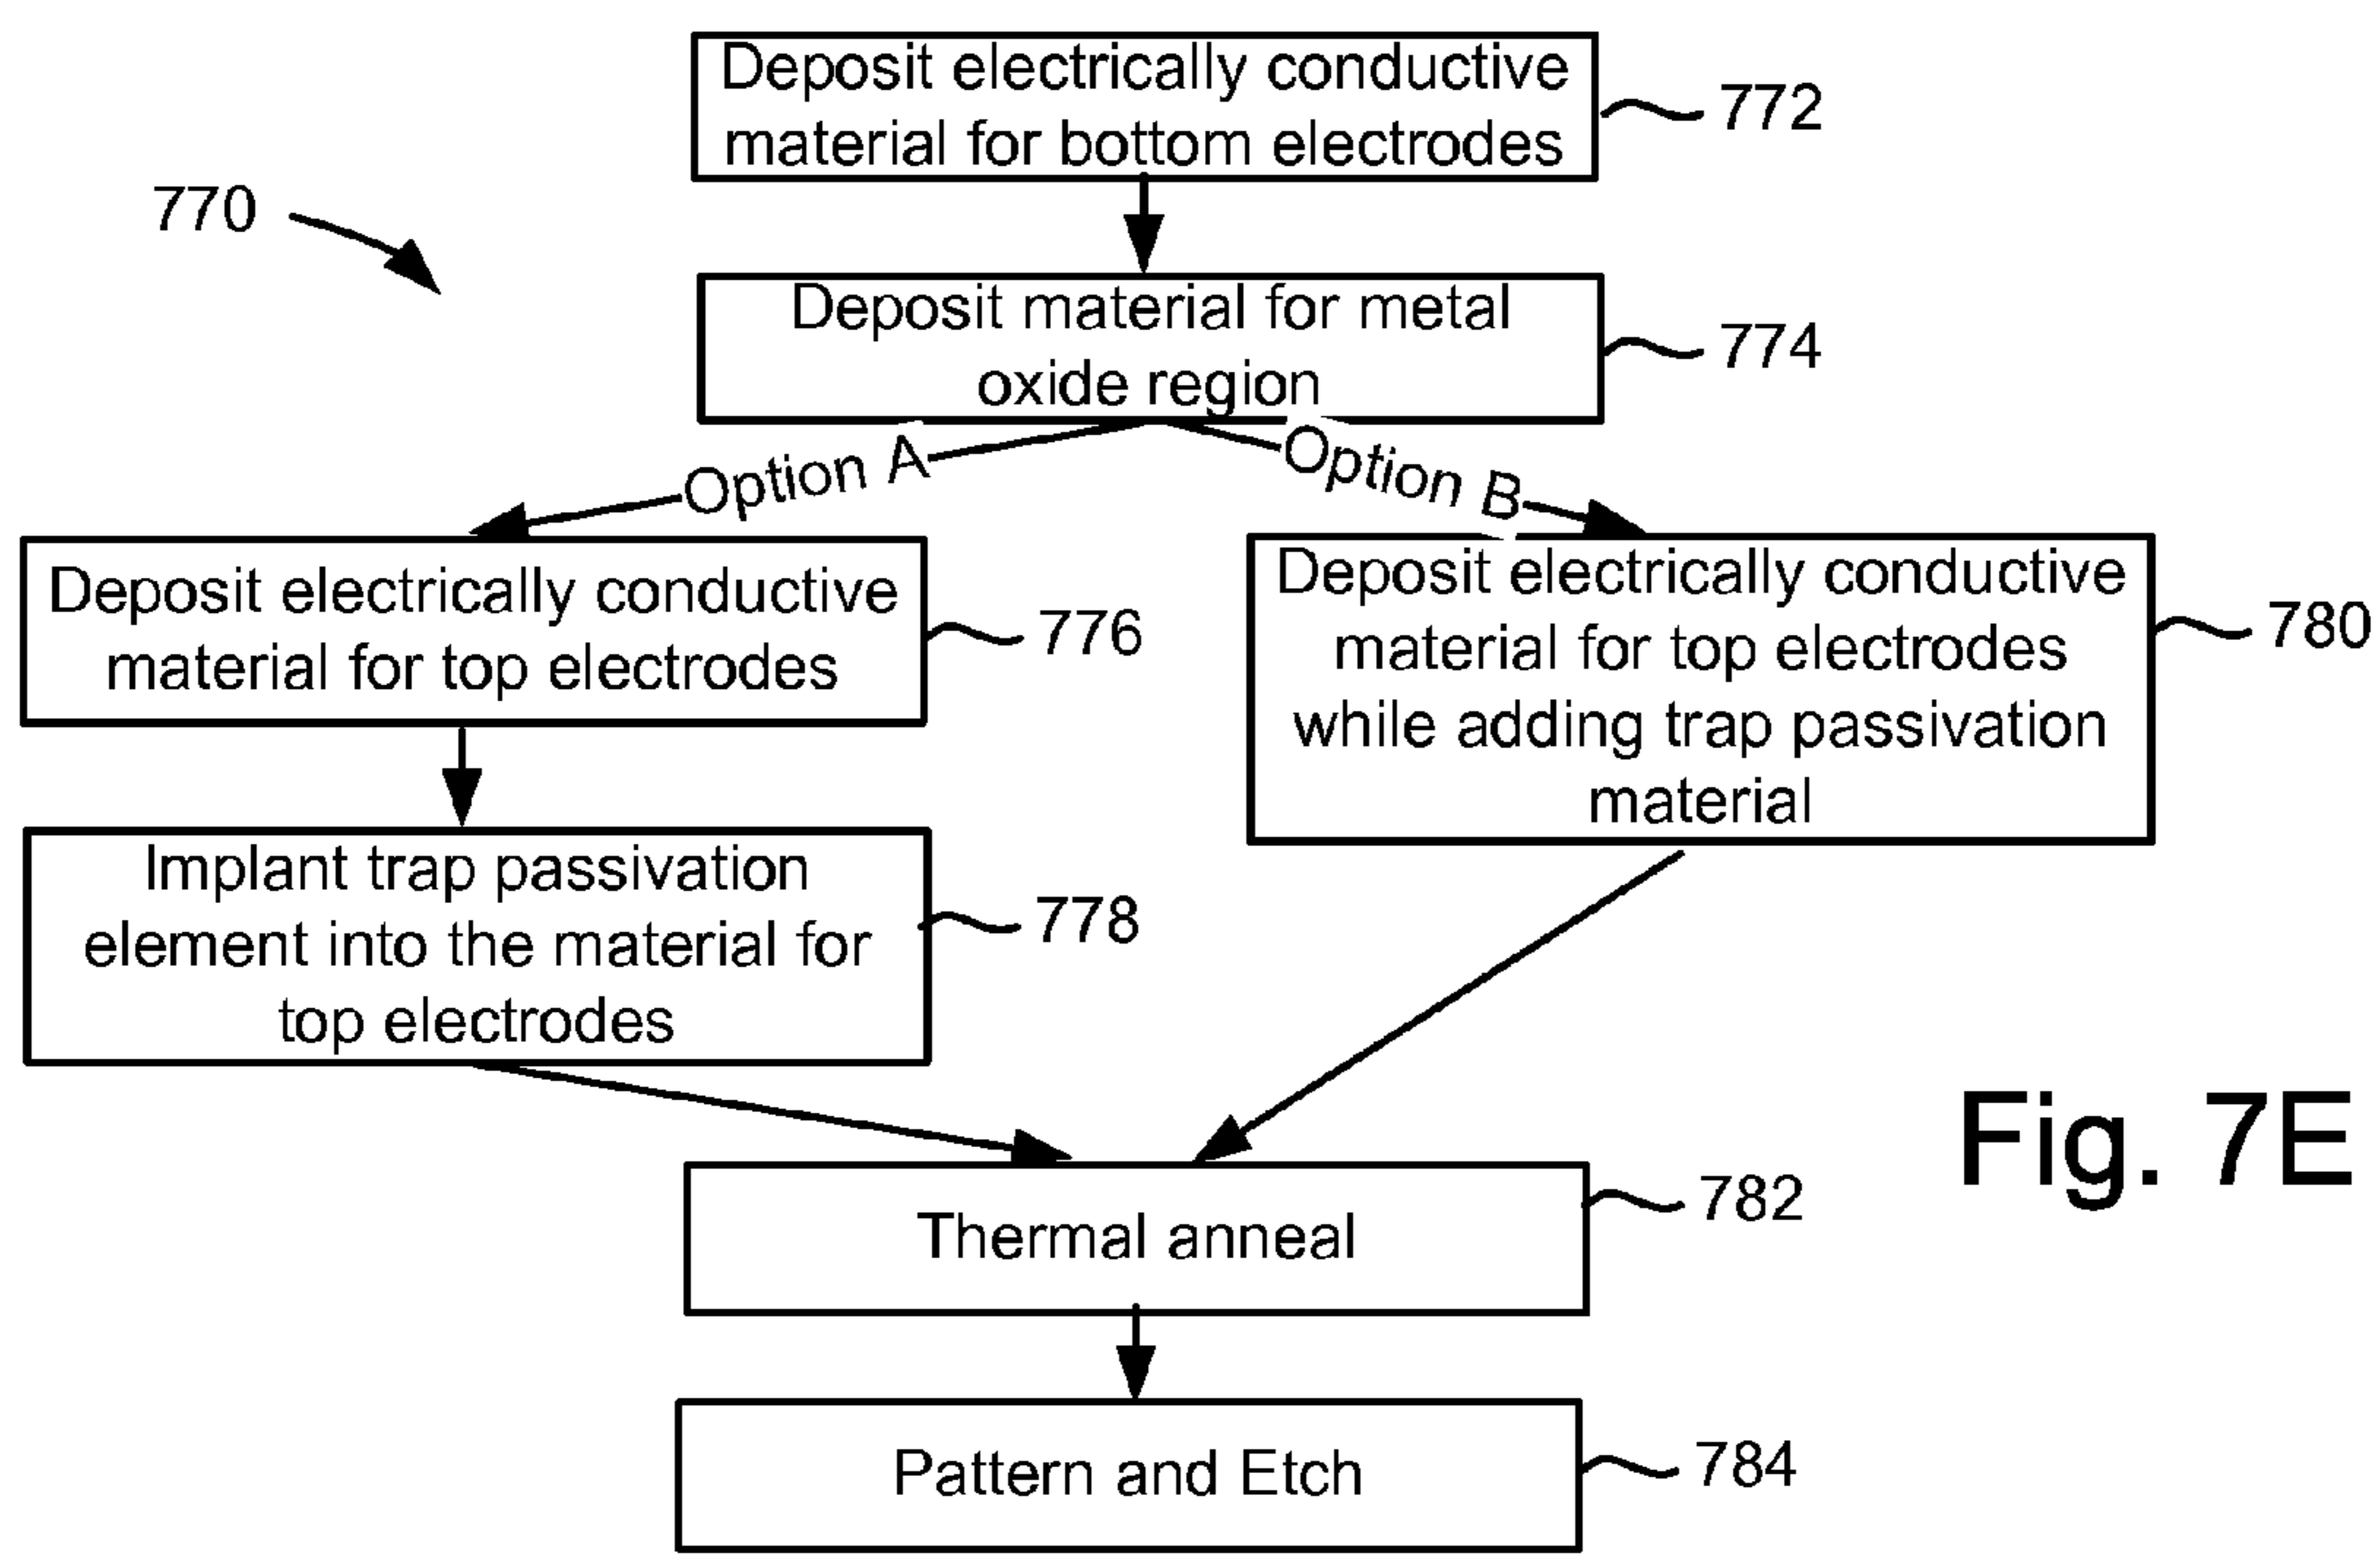 Deposit electrically conductive
material for bottom electrodes
772
770
Deposit material for metal
oxide region
774
Option A
Option B
Deposit electrically conductive
material for top electrodes
776
Deposit electrically conductive
material for top electrodes
while adding trap passivation
material
780
Implant trap passivation
element into the material for
top electrodes
778
Thermal anneal
782
Fig. 7E
Pattern and Etch
784